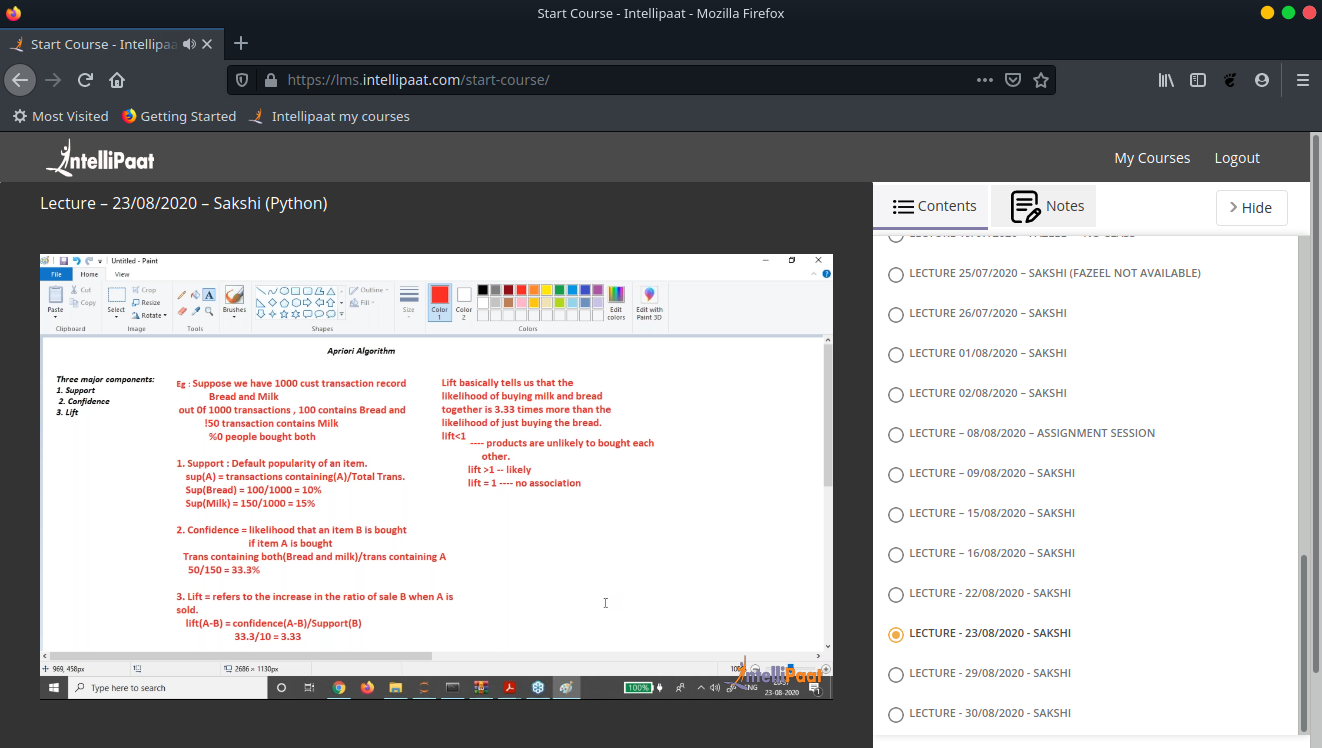 Start Course - Intellipaat - Mozilla Firefox
Start Course - Intellipaa
https://lms.intellipaat.com/start-course/
Most Visited
Getting Started
Intellipaat my courses
IntelliPaat
My Courses
Logout
Lecture – 23/08/2020 – Sakshi (Python)
Contents
Notes
Hide
Untitled - Paint
File
Home
View
Paste
Cut
Copy
Clipboard
Select
Crop
Resize
Rotate
Image
Tools
Brushes
Shapes
Outline
Fill
Size
Color 1
Color 2
Colors
Edit colors
Edit with Paint 3D
Apriori Algorithm
Three major components:
1. Support
2. Confidence
3. Lift
Eg : Suppose we have 1000 cust transaction record
Bread and Milk
out 0f 1000 transactions , 100 contains Bread and
!50 transaction contains Milk
%0 people bought both
1. Support : Default popularity of an item.
sup(A) = transactions containing(A)/Total Trans.
Sup(Bread) = 100/1000 = 10%
Sup(Milk) = 150/1000 = 15%
2. Confidence = likelihood that an item B is bought
if item A is bought
Trans containing both(Bread and milk)/trans containing A
50/150 = 33.3%
3. Lift = refers to the increase in the ratio of sale B when A is
sold.
lift(A-B) = confidence(A-B)/Support(B)
33.3/10 = 3.33
Lift basically tells us that the
likelihood of buying milk and bread
together is 3.33 times more than the
likelihood of just buying the bread.
lift<1
---- products are unlikely to bought each
other.
lift >1 -- likely
lift = 1 ---- no association
969, 458px
2686 × 1130px
Type here to search
100%
ENG
23-08-2020
IntelliPaat
LECTURE 25/07/2020 – SAKSHI (FAZEEL NOT AVAILABLE)
LECTURE 26/07/2020 – SAKSHI
LECTURE 01/08/2020 – SAKSHI
LECTURE 02/08/2020 – SAKSHI
LECTURE – 08/08/2020 – ASSIGNMENT SESSION
LECTURE – 09/08/2020 – SAKSHI
LECTURE – 15/08/2020 – SAKSHI
LECTURE – 16/08/2020 – SAKSHI
LECTURE - 22/08/2020 - SAKSHI
LECTURE - 23/08/2020 - SAKSHI
LECTURE - 29/08/2020 - SAKSHI
LECTURE - 30/08/2020 - SAKSHI